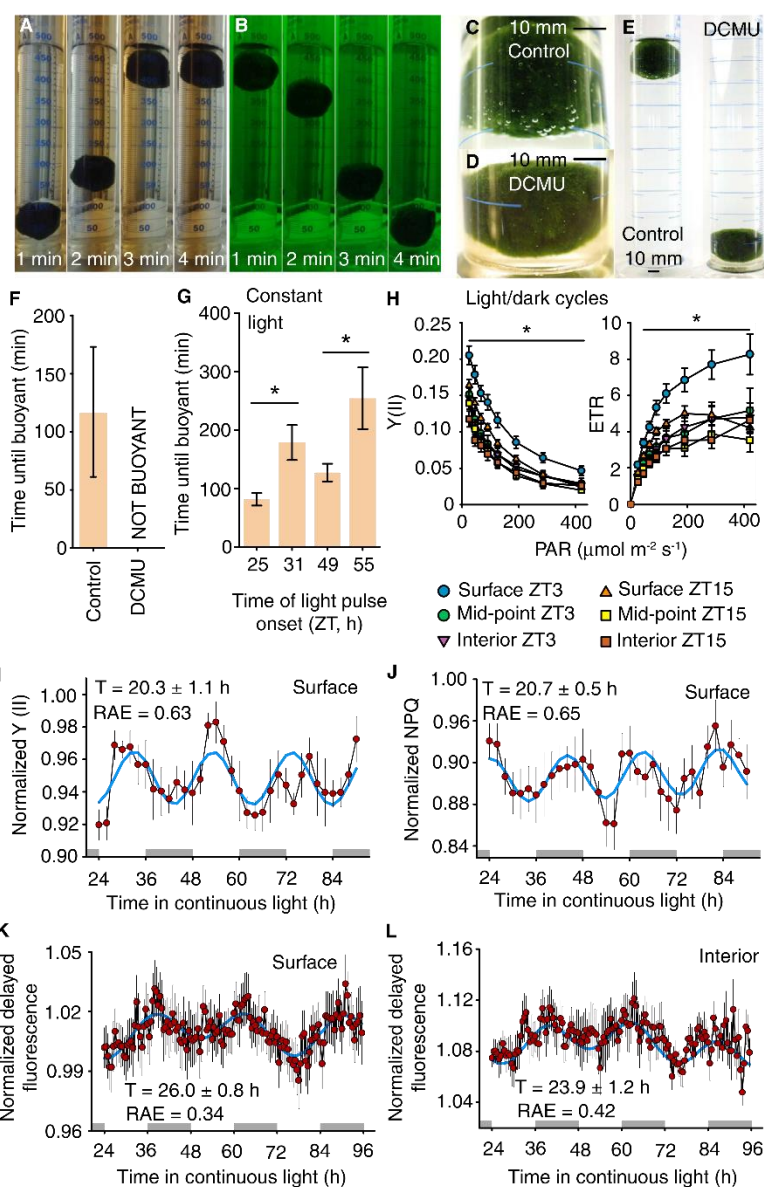 A
B
C
10 mm
Control
D
10 mm
DCMU
E
DCMU
Control
10 mm
1 min
2 min
3 min
4 min
1 min
2 min
3 min
4 min
F
Time until buoyant (min)
200
150
100
50
0
NOT BUOYANT
Control
DCMU
G
Constant
light
Time until buoyant (min)
400
300
200
100
0
*
*
25
31
49
55
Time of light pulse
onset (ZT, h)
H
Light/dark cycles
Y(II)
0.25
0.20
0.15
0.10
0.05
0.00
*
0
200
400
ETR
10
8
6
4
2
0
*
0
200
400
PAR (µmol m⁻² s⁻¹)
Surface ZT3
Surface ZT15
Mid-point ZT3
Mid-point ZT15
Interior ZT3
Interior ZT15
I
T = 20.3 ± 1.1 h
RAE = 0.63
Surface
Normalized Y (II)
1.00
0.98
0.96
0.94
0.92
0.90
24
36
48
60
72
84
Time in continuous light (h)
J
T = 20.7 ± 0.5 h
RAE = 0.65
Surface
Normalized NPQ
1.00
0.96
0.90
0.88
0.84
24
36
48
60
72
84
Time in continuous light (h)
K
Surface
Normalized delayed
fluorescence
1.05
1.02
0.99
0.96
T = 26.0 ± 0.8 h
RAE = 0.34
24
36
48
60
72
84
96
Time in continuous light (h)
L
Interior
Normalized delayed
fluorescence
1.16
1.12
1.08
1.04
T = 23.9 ± 1.2 h
RAE = 0.42
24
36
48
60
72
84
96
Time in continuous light (h)